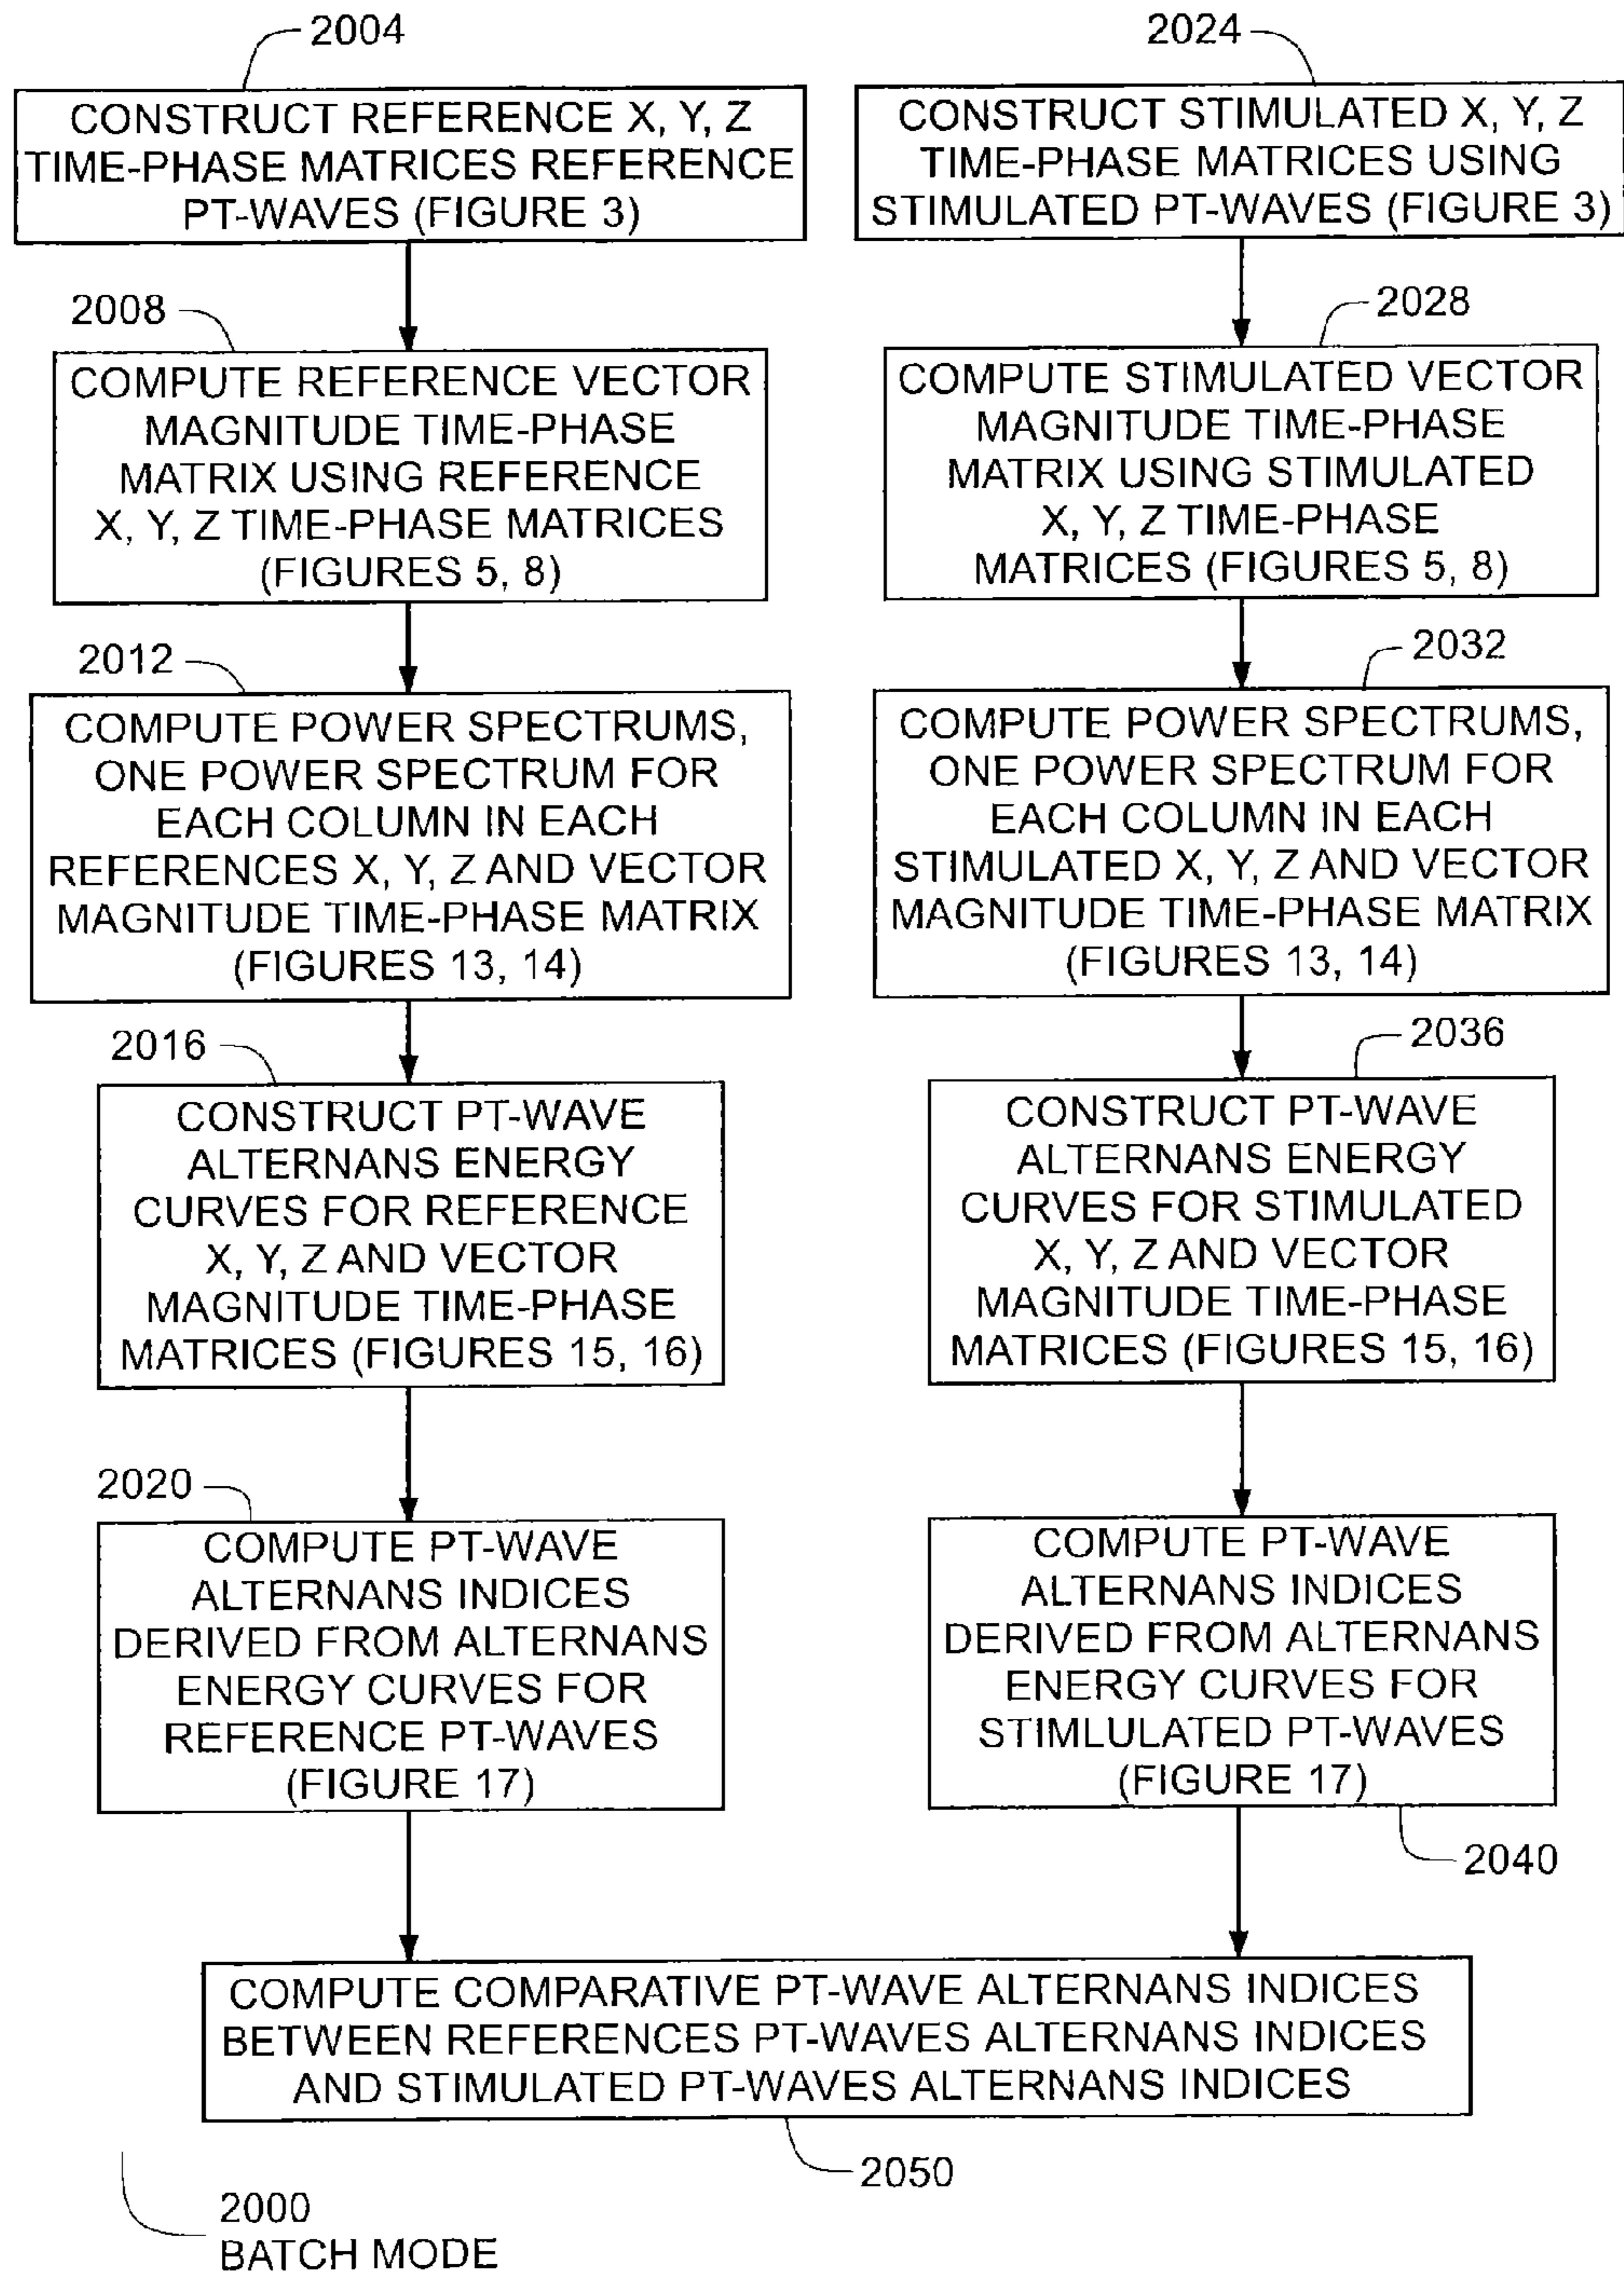 2004
CONSTRUCT REFERENCE X, Y, Z
TIME-PHASE MATRICES REFERENCE
PT-WAVES (FIGURE 3)
2008
COMPUTE REFERENCE VECTOR
MAGNITUDE TIME-PHASE
MATRIX USING REFERENCE
X, Y, Z TIME-PHASE MATRICES
(FIGURES 5, 8)
2012
COMPUTE POWER SPECTRUMS,
ONE POWER SPECTRUM FOR
EACH COLUMN IN EACH
REFERENCES X, Y, Z AND VECTOR
MAGNITUDE TIME-PHASE MATRIX
(FIGURES 13, 14)
2016
CONSTRUCT PT-WAVE
ALTERNANS ENERGY
CURVES FOR REFERENCE
X, Y, Z AND VECTOR
MAGNITUDE TIME-PHASE
MATRICES (FIGURES 15, 16)
2020
COMPUTE PT-WAVE
ALTERNANS INDICES
DERIVED FROM ALTERNANS
ENERGY CURVES FOR
REFERENCE PT-WAVES
(FIGURE 17)
2024
CONSTRUCT STIMULATED X, Y, Z
TIME-PHASE MATRICES USING
STIMULATED PT-WAVES (FIGURE 3)
2028
COMPUTE STIMULATED VECTOR
MAGNITUDE TIME-PHASE
MATRIX USING STIMULATED
X, Y, Z TIME-PHASE
MATRICES (FIGURES 5, 8)
2032
COMPUTE POWER SPECTRUMS,
ONE POWER SPECTRUM FOR
EACH COLUMN IN EACH
STIMULATED X, Y, Z AND VECTOR
MAGNITUDE TIME-PHASE MATRIX
(FIGURES 13, 14)
2036
CONSTRUCT PT-WAVE
ALTERNANS ENERGY
CURVES FOR STIMULATED
X, Y, Z AND VECTOR
MAGNITUDE TIME-PHASE
MATRICES (FIGURES 15, 16)
COMPUTE PT-WAVE
ALTERNANS INDICES
DERIVED FROM ALTERNANS
ENERGY CURVES FOR
STIMLULATED PT-WAVES
(FIGURE 17)
2040
COMPUTE COMPARATIVE PT-WAVE ALTERNANS INDICES
BETWEEN REFERENCES PT-WAVES ALTERNANS INDICES
AND STIMULATED PT-WAVES ALTERNANS INDICES
2050
2000
BATCH MODE